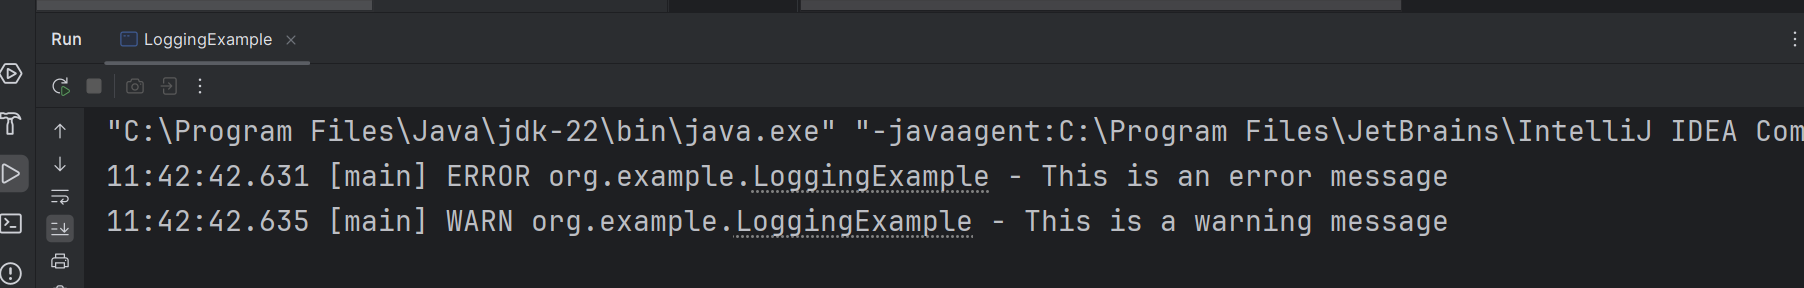 Run
LoggingExample
"C:\Program Files\Java\jdk-22\bin\java.exe" "-javaagent:C:\Program Files\JetBrains\IntelliJ IDEA Com
11:42:42.631 [main] ERROR org.example.LoggingExample - This is an error message
11:42:42.635 [main] WARN org.example.LoggingExample - This is a warning message